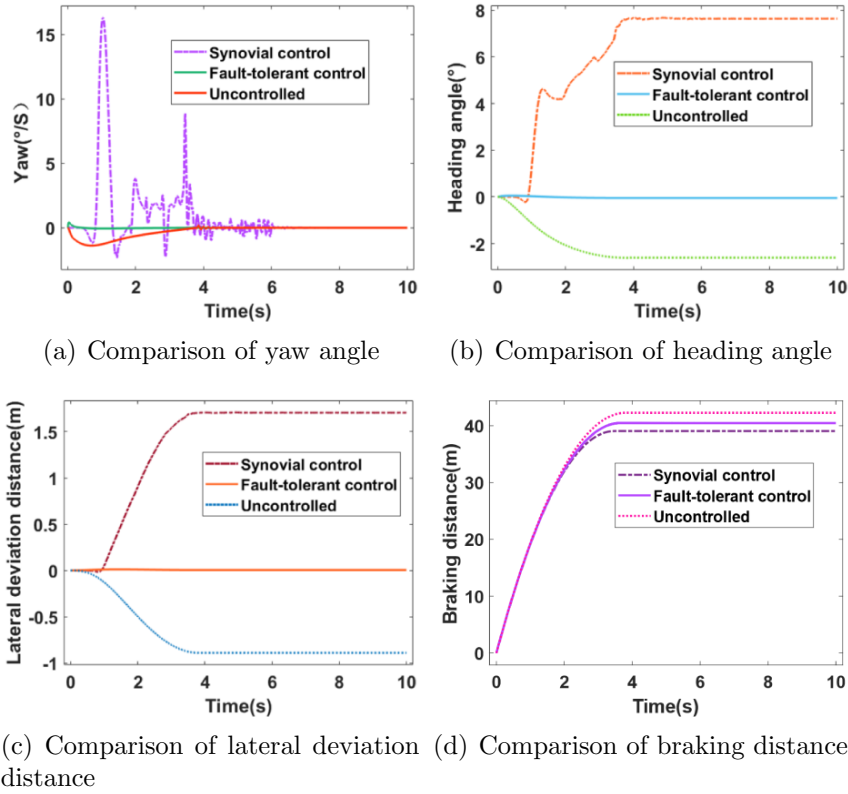 15
10
5
0
Yaw(°/S)
Synovial control
Fault-tolerant control
Uncontrolled
0 2 4 6 8 10
Time(s)
(a) Comparison of yaw angle
8
6
4
2
0
-2
Heading angle(°)
Synovial control
Fault-tolerant control
Uncontrolled
0 2 4 6 8 10
Time(s)
(b) Comparison of heading angle
1.5
1
0.5
0
-0.5
-1
Lateral deviation distance(m)
Synovial control
Fault-tolerant control
Uncontrolled
0 2 4 6 8 10
Time(s)
(c) Comparison of lateral deviation
distance
40
30
20
10
0
Braking distance(m)
Synovial control
Fault-tolerant control
Uncontrolled
0 2 4 6 8 10
Time(s)
(d) Comparison of braking distance